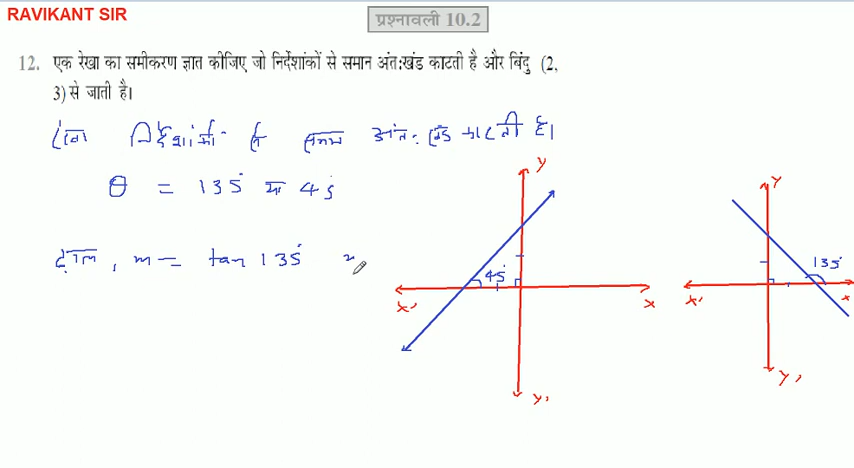 RAVIKANT SIR
प्रश्नावली 10.2
12. एक रेखा का समीकरण ज्ञात कीजिए जो निर्देशांकों से समान अंत:खंड काटती है और बिंदु (2,
3) से जाती है।
रेखा निर्देशांकों से समान अंत:खंड काटती है।
θ = 135° या 45°
ढाल, m = tan 135°
Y
45°
X'
X
Y'
Y
135°
X'
X
Y'